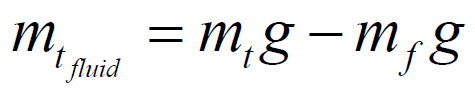 m_{t_{fluid}} = m_t g − m_f g